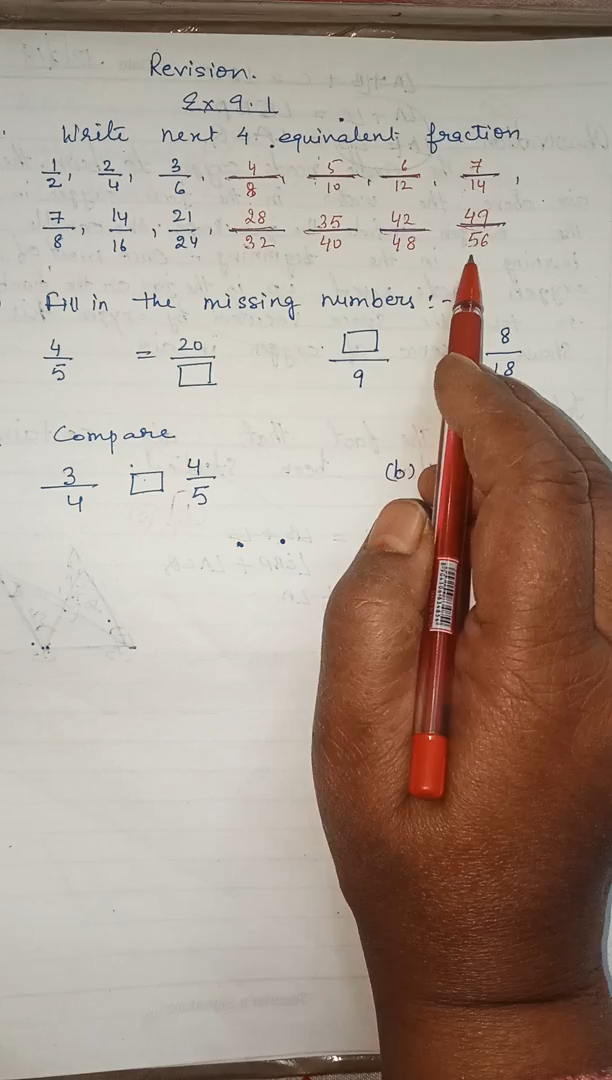 Revision.
Ex 9.1
Write next 4 equivalent fraction
1/2, 2/4, 3/6, 4/8, 5/10, 6/12, 7/14,
7/8, 14/16, 21/24, 28/32, 35/40, 42/48, 49/56
Fill in the missing numbers :-
4/5 = 20/□ □/9 8/18
Compare
3/4 □ 4/5 (b)